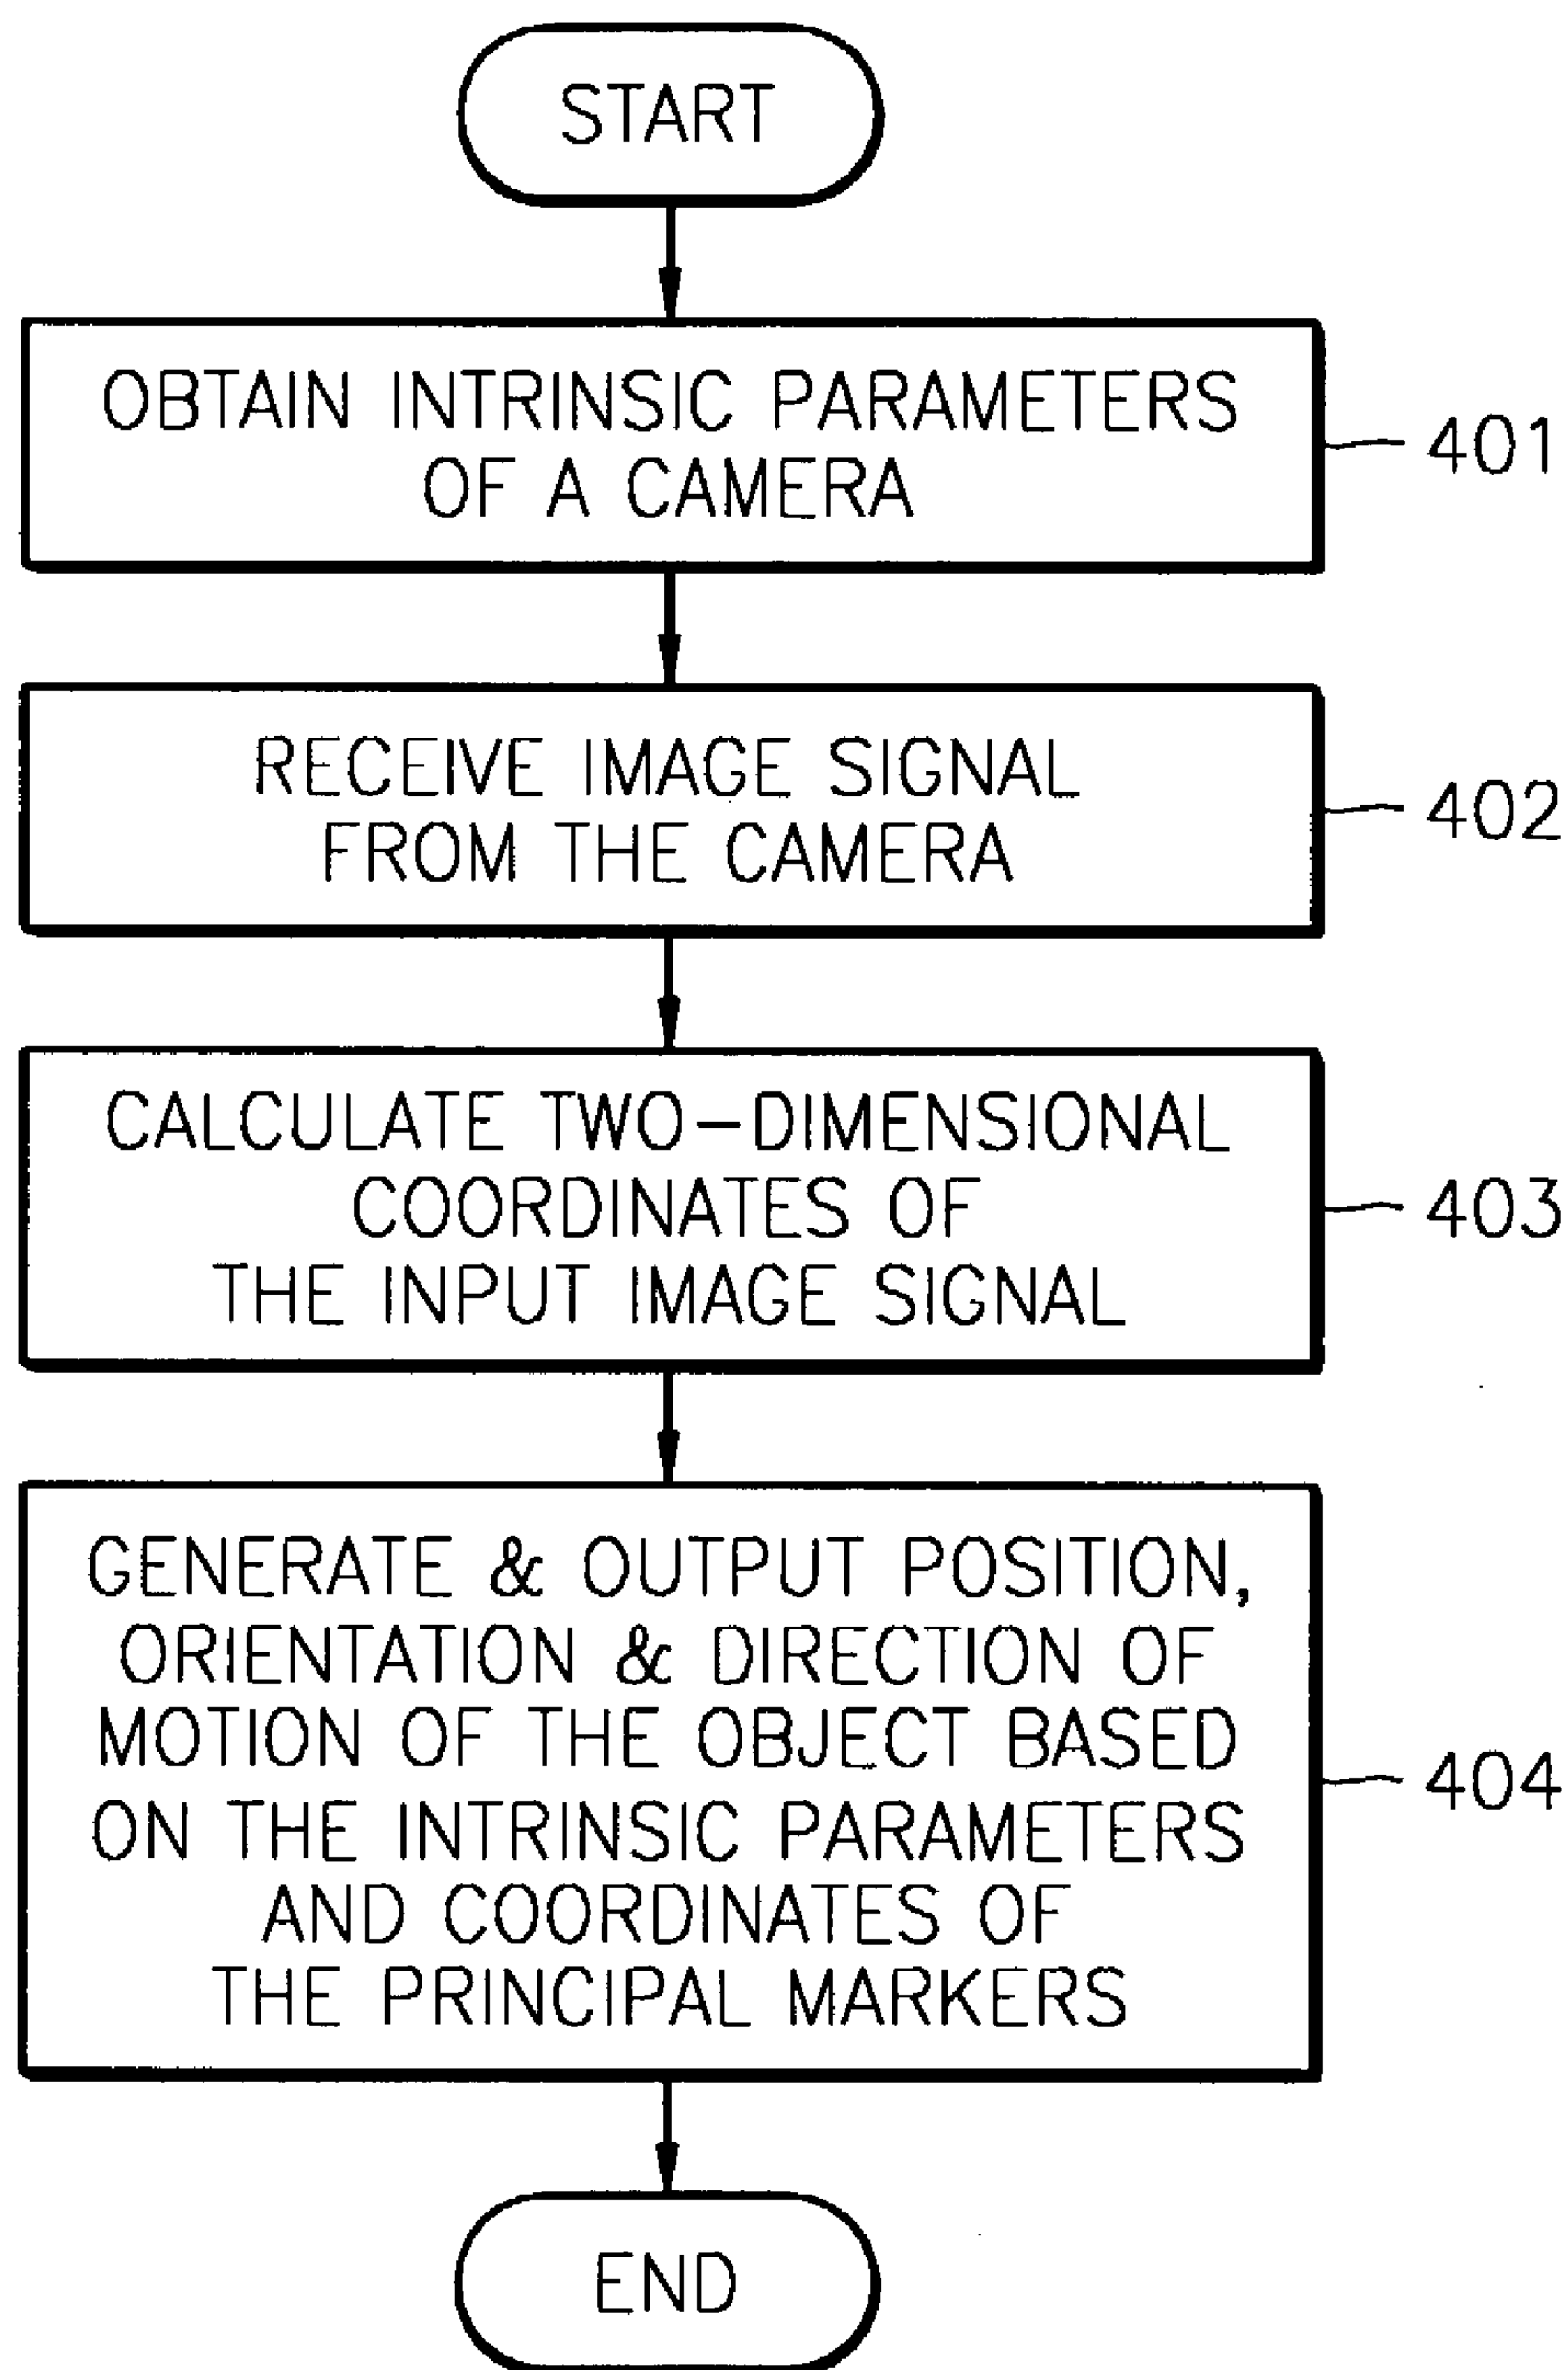 START
OBTAIN INTRINSIC PARAMETERS
OF A CAMERA
401
RECEIVE IMAGE SIGNAL
FROM THE CAMERA
402
CALCULATE TWO-DIMENSIONAL
COORDINATES OF
THE INPUT IMAGE SIGNAL
403
GENERATE & OUTPUT POSITION,
ORIENTATION & DIRECTION OF
MOTION OF THE OBJECT BASED
ON THE INTRINSIC PARAMETERS
AND COORDINATES OF
THE PRINCIPAL MARKERS
404
END